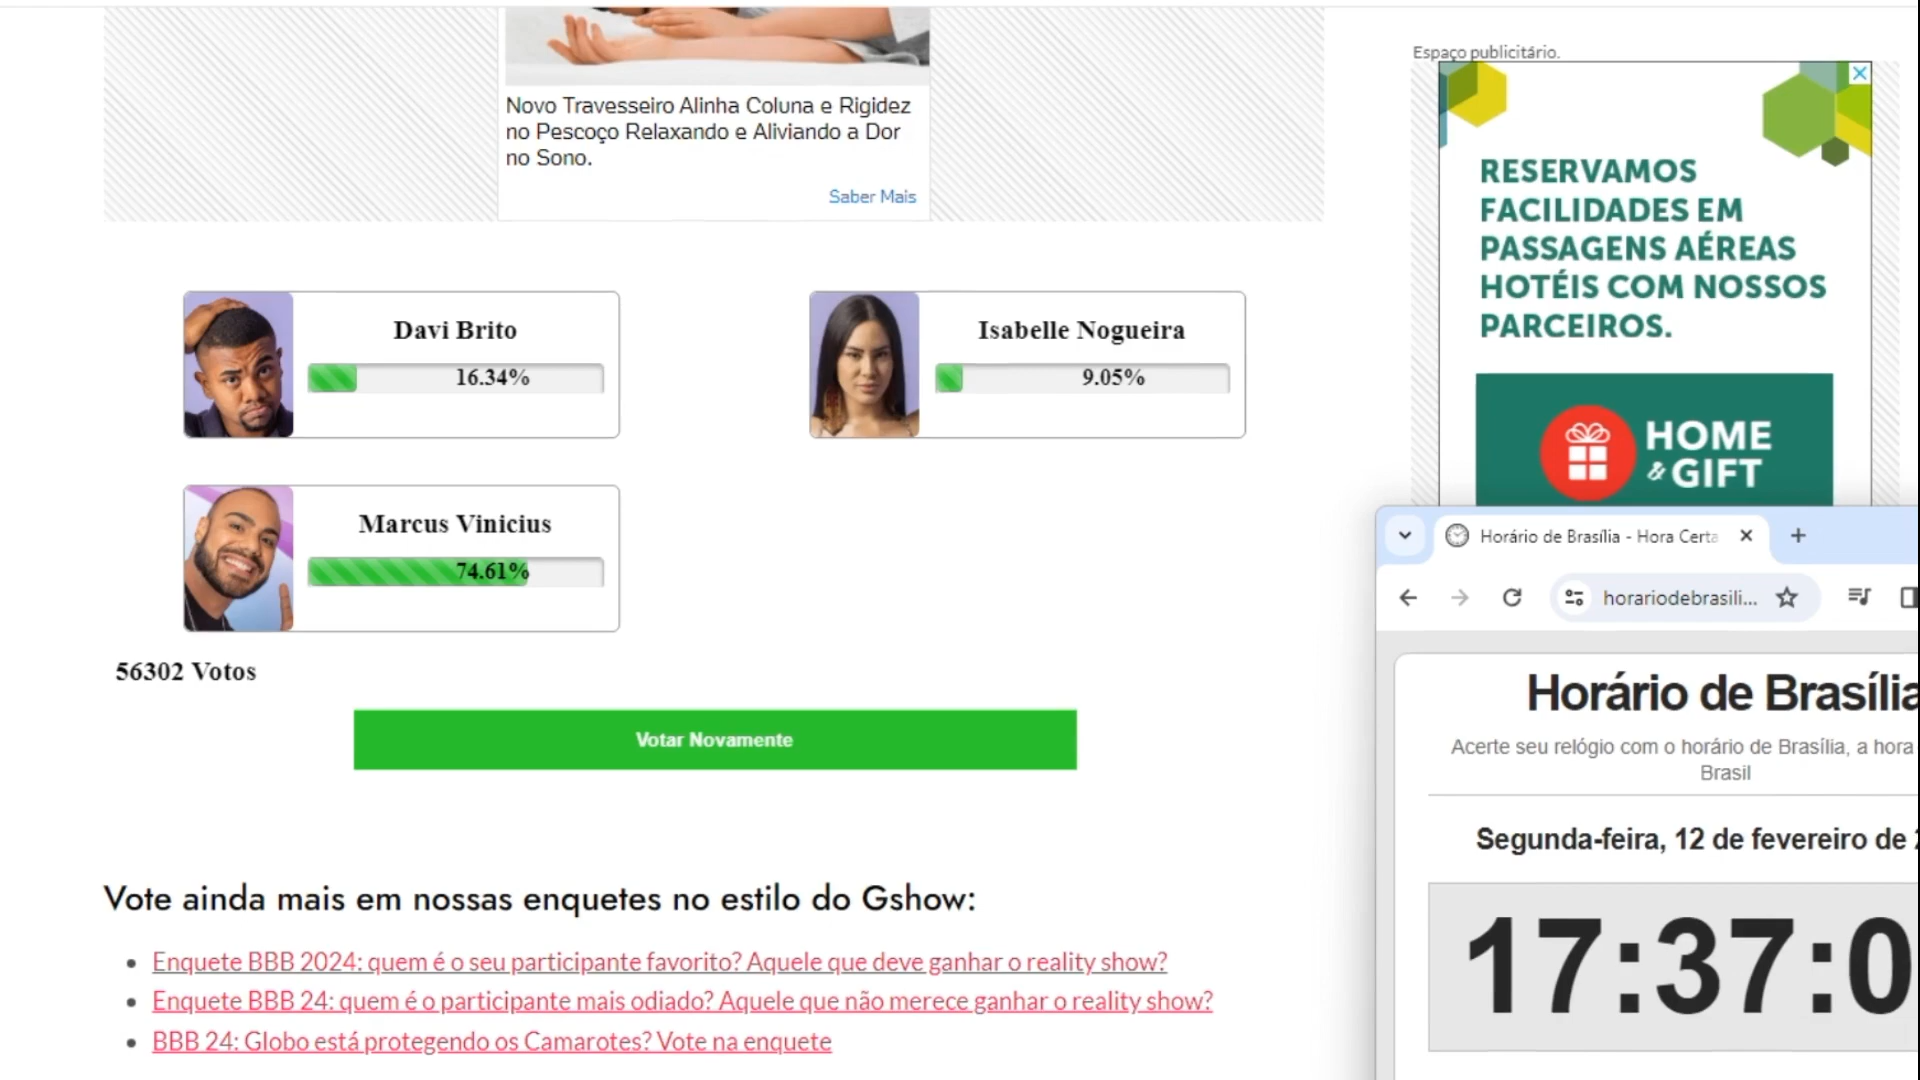 Novo Travesseiro Alinha Coluna e Rigidez
no Pescoço Relaxando e Aliviando a Dor
no Sono.
Saber Mais
Davi Brito
16.34%
Isabelle Nogueira
9.05%
Marcus Vinicius
74.61%
56302 Votos
Votar Novamente
Vote ainda mais em nossas enquetes no estilo do Gshow:
Enquete BBB 2024: quem é o seu participante favorito? Aquele que deve ganhar o reality show?
Enquete BBB 24: quem é o participante mais odiado? Aquele que não merece ganhar o reality show?
BBB 24: Globo está protegendo os Camarotes? Vote na enquete
Espaço publicitário.
RESERVAMOS
FACILIDADES EM
PASSAGENS AÉREAS
HOTÉIS COM NOSSOS
PARCEIROS.
HOME
& GIFT
Horário de Brasília - Hora Certa
horariodebrasili...
Horário de Brasília
Acerte seu relógio com o horário de Brasília, a hora
Brasil
Segunda-feira, 12 de fevereiro de
17:37:0